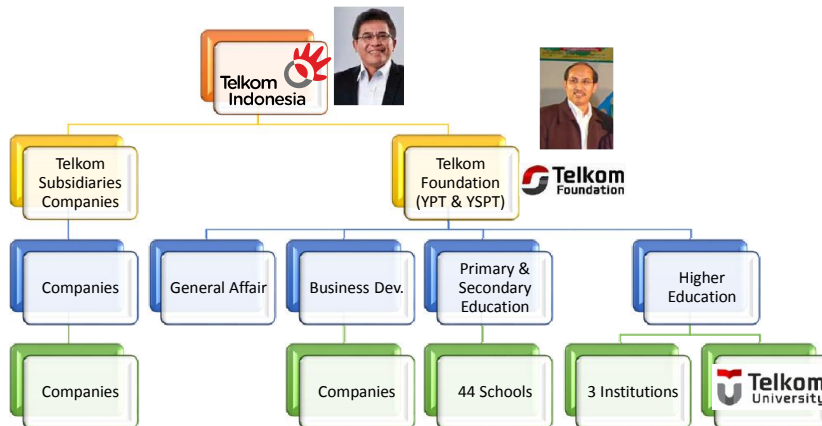 Telkom
Indonesia
Telkom
Subsidiaries
Companies
Telkom
Foundation
(YPT & YSPT)
Telkom
Foundation
Companies
General Affair
Business Dev.
Primary &
Secondary
Education
Higher
Education
Companies
Companies
44 Schools
3 Institutions
Telkom
University